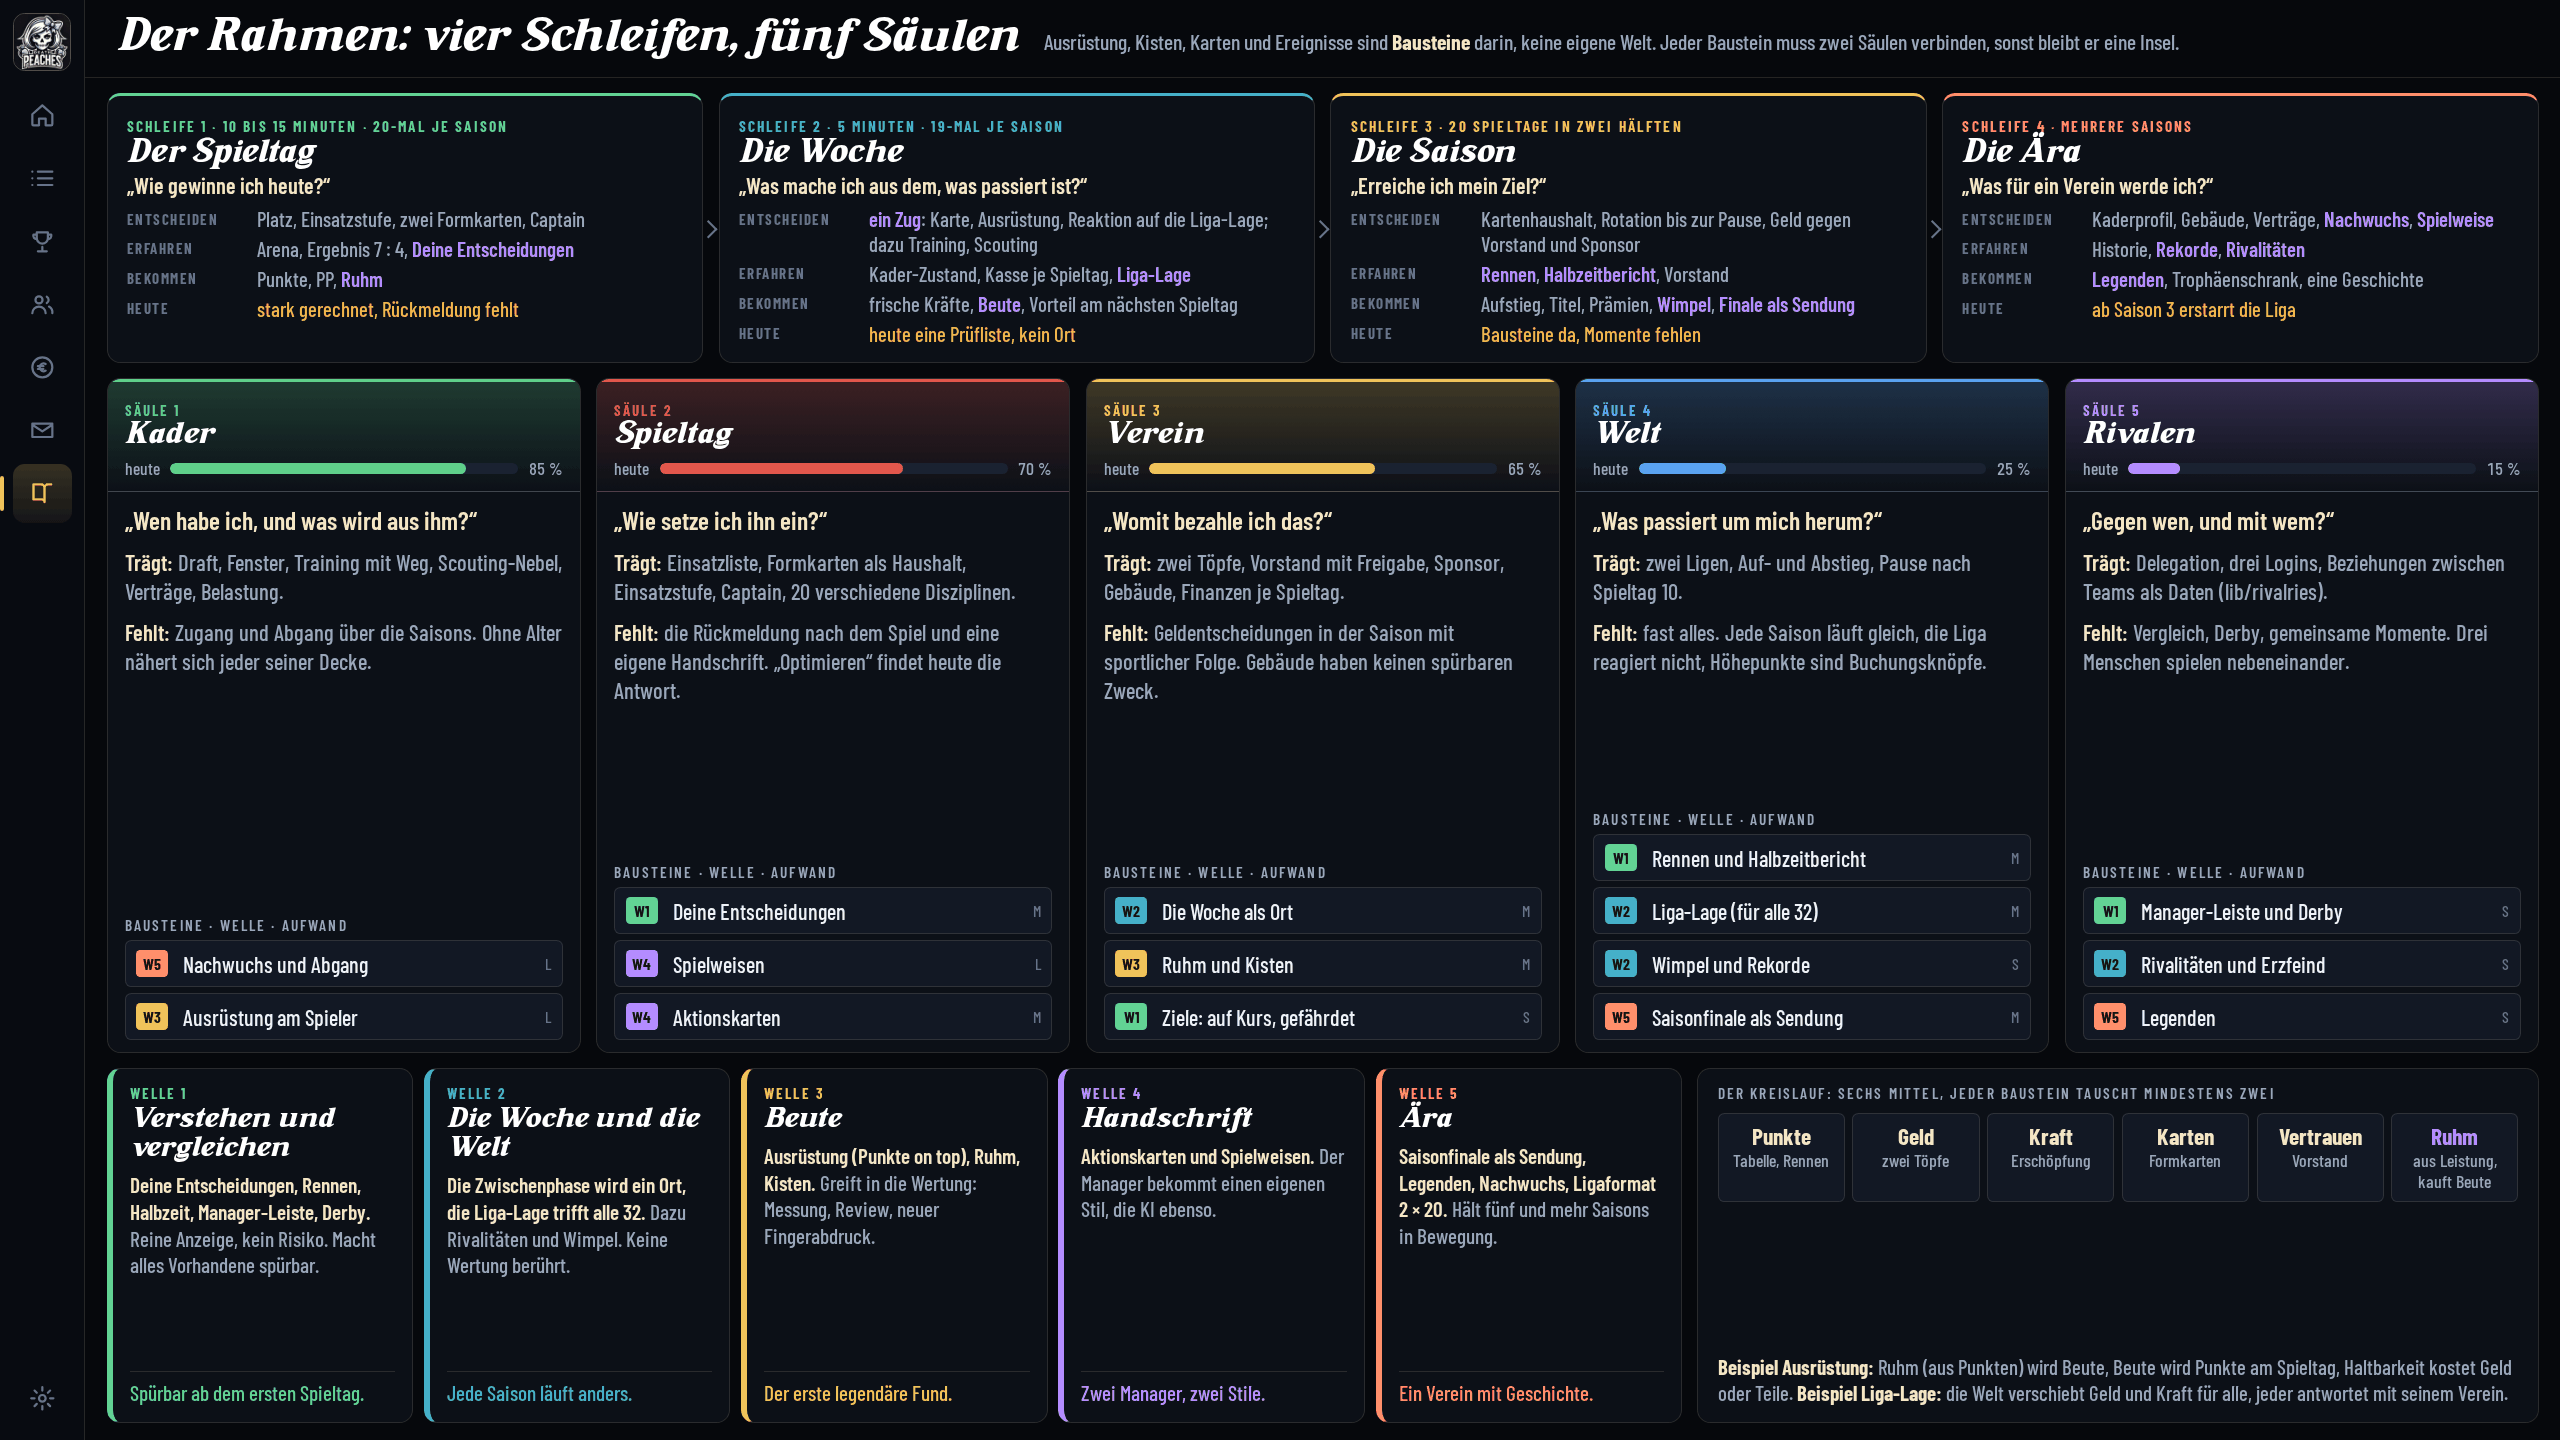 PEACHES
Der Rahmen: vier Schleifen, fünf Säulen
Ausrüstung, Kisten, Karten und Ereignisse sind Bausteine darin, keine eigene Welt. Jeder Baustein muss zwei Säulen verbinden, sonst bleibt er eine Insel.
SCHLEIFE 1 · 10 BIS 15 MINUTEN · 20-MAL JE SAISON
Der Spieltag
„Wie gewinne ich heute?“
ENTSCHEIDEN Platz, Einsatzstufe, zwei Formkarten, Captain
ERFAHREN Arena, Ergebnis 7 : 4, Deine Entscheidungen
BEKOMMEN Punkte, PP, Ruhm
HEUTE stark gerechnet, Rückmeldung fehlt
SCHLEIFE 2 · 5 MINUTEN · 19-MAL JE SAISON
Die Woche
„Was mache ich aus dem, was passiert ist?“
ENTSCHEIDEN ein Zug: Karte, Ausrüstung, Reaktion auf die Liga-Lage;
dazu Training, Scouting
ERFAHREN Kader-Zustand, Kasse je Spieltag, Liga-Lage
BEKOMMEN frische Kräfte, Beute, Vorteil am nächsten Spieltag
HEUTE heute eine Prüfliste, kein Ort
SCHLEIFE 3 · 20 SPIELTAGE IN ZWEI HÄLFTEN
Die Saison
„Erreiche ich mein Ziel?“
ENTSCHEIDEN Kartenhaushalt, Rotation bis zur Pause, Geld gegen
Vorstand und Sponsor
ERFAHREN Rennen, Halbzeitbericht, Vorstand
BEKOMMEN Aufstieg, Titel, Prämien, Wimpel, Finale als Sendung
HEUTE Bausteine da, Momente fehlen
SCHLEIFE 4 · MEHRERE SAISONS
Die Ära
„Was für ein Verein werde ich?“
ENTSCHEIDEN Kaderprofil, Gebäude, Verträge, Nachwuchs, Spielweise
ERFAHREN Historie, Rekorde, Rivalitäten
BEKOMMEN Legenden, Trophäenschrank, eine Geschichte
HEUTE ab Saison 3 erstarrt die Liga
SÄULE 1
Kader
heute 85 %
„Wen habe ich, und was wird aus ihm?“
Trägt: Draft, Fenster, Training mit Weg, Scouting-Nebel,
Verträge, Belastung.
Fehlt: Zugang und Abgang über die Saisons. Ohne Alter
nähert sich jeder seiner Decke.
BAUSTEINE · WELLE · AUFWAND
W5 Nachwuchs und Abgang L
W3 Ausrüstung am Spieler L
SÄULE 2
Spieltag
heute 70 %
„Wie setze ich ihn ein?“
Trägt: Einsatzliste, Formkarten als Haushalt,
Einsatzstufe, Captain, 20 verschiedene Disziplinen.
Fehlt: die Rückmeldung nach dem Spiel und eine
eigene Handschrift. „Optimieren“ findet heute die
Antwort.
BAUSTEINE · WELLE · AUFWAND
W1 Deine Entscheidungen M
W4 Spielweisen L
W4 Aktionskarten M
SÄULE 3
Verein
heute 65 %
„Womit bezahle ich das?“
Trägt: zwei Töpfe, Vorstand mit Freigabe, Sponsor,
Gebäude, Finanzen je Spieltag.
Fehlt: Geldentscheidungen in der Saison mit
sportlicher Folge. Gebäude haben keinen spürbaren
Zweck.
BAUSTEINE · WELLE · AUFWAND
W2 Die Woche als Ort M
W3 Ruhm und Kisten M
W1 Ziele: auf Kurs, gefährdet S
SÄULE 4
Welt
heute 25 %
„Was passiert um mich herum?“
Trägt: zwei Ligen, Auf- und Abstieg, Pause nach
Spieltag 10.
Fehlt: fast alles. Jede Saison läuft gleich, die Liga
reagiert nicht, Höhepunkte sind Buchungsknöpfe.
BAUSTEINE · WELLE · AUFWAND
W1 Rennen und Halbzeitbericht M
W2 Liga-Lage (für alle 32) M
W2 Wimpel und Rekorde S
W5 Saisonfinale als Sendung M
SÄULE 5
Rivalen
heute 15 %
„Gegen wen, und mit wem?“
Trägt: Delegation, drei Logins, Beziehungen zwischen
Teams als Daten (lib/rivalries).
Fehlt: Vergleich, Derby, gemeinsame Momente. Drei
Menschen spielen nebeneinander.
BAUSTEINE · WELLE · AUFWAND
W1 Manager-Leiste und Derby S
W2 Rivalitäten und Erzfeind S
W5 Legenden S
WELLE 1
Verstehen und
vergleichen
Deine Entscheidungen, Rennen,
Halbzeit, Manager-Leiste, Derby.
Reine Anzeige, kein Risiko. Macht
alles Vorhandene spürbar.
Spürbar ab dem ersten Spieltag.
WELLE 2
Die Woche und die
Welt
Die Zwischenphase wird ein Ort,
die Liga-Lage trifft alle 32. Dazu
Rivalitäten und Wimpel. Keine
Wertung berührt.
Jede Saison läuft anders.
WELLE 3
Beute
Ausrüstung (Punkte on top), Ruhm,
Kisten. Greift in die Wertung:
Messung, Review, neuer
Fingerabdruck.
Der erste legendäre Fund.
WELLE 4
Handschrift
Aktionskarten und Spielweisen. Der
Manager bekommt einen eigenen
Stil, die KI ebenso.
Zwei Manager, zwei Stile.
WELLE 5
Ära
Saisonfinale als Sendung,
Legenden, Nachwuchs, Ligaformat
2 × 20. Hält fünf und mehr Saisons
in Bewegung.
Ein Verein mit Geschichte.
DER KREISLAUF: SECHS MITTEL, JEDER BAUSTEIN TAUSCHT MINDESTENS ZWEI
Punkte
Tabelle, Rennen
Geld
zwei Töpfe
Kraft
Erschöpfung
Karten
Formkarten
Vertrauen
Vorstand
Ruhm
aus Leistung,
kauft Beute
Beispiel Ausrüstung: Ruhm (aus Punkten) wird Beute, Beute wird Punkte am Spieltag, Haltbarkeit kostet Geld
oder Teile. Beispiel Liga-Lage: die Welt verschiebt Geld und Kraft für alle, jeder antwortet mit seinem Verein.